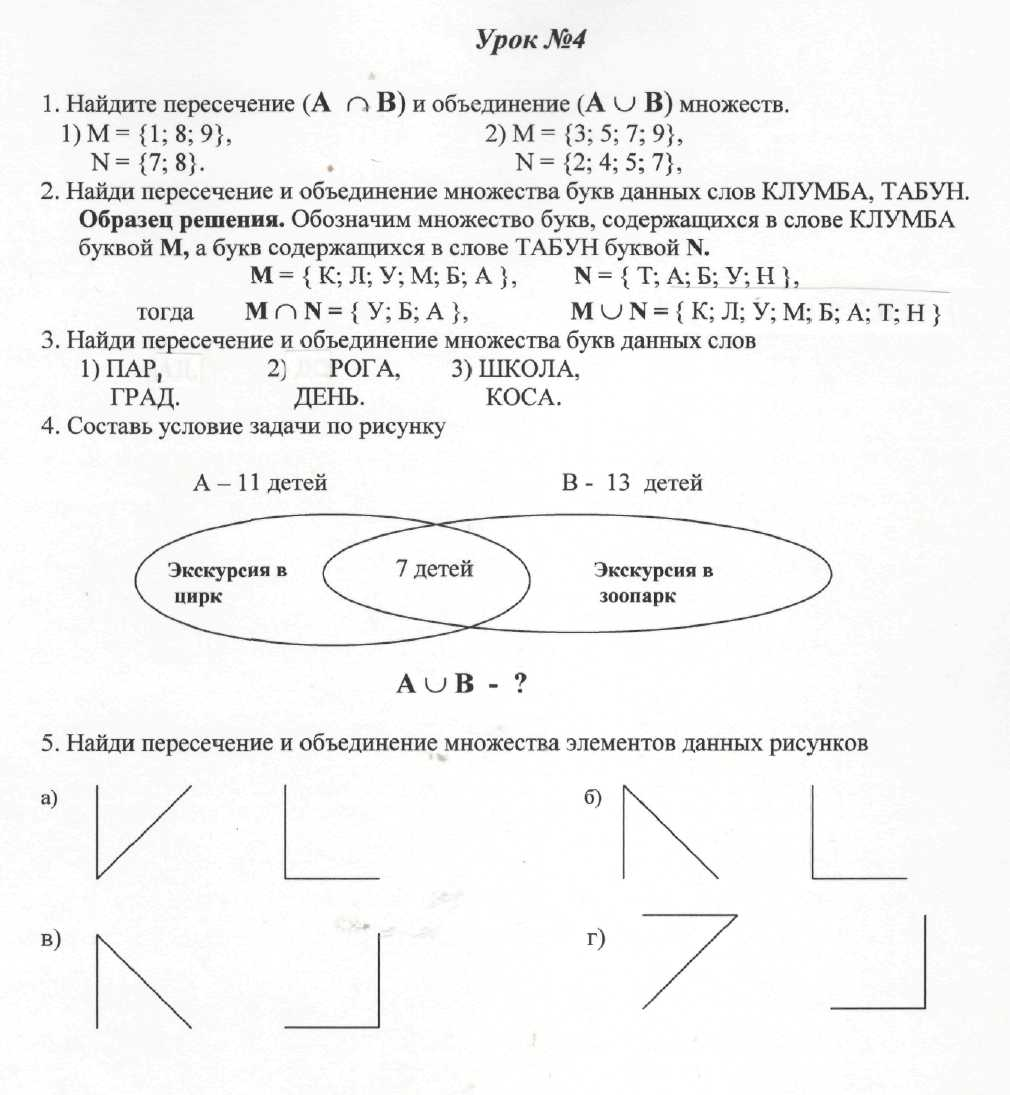 Урок №4
1. Найдите пересечение (А ∩ В) и объединение (А ∪ В) множеств.
1) М = {1; 8; 9}, 2) М = {3; 5; 7; 9},
N = {7; 8}. N = {2; 4; 5; 7},
2. Найди пересечение и объединение множества букв данных слов КЛУМБА, ТАБУН.
Образец решения. Обозначим множество букв, содержащихся в слове КЛУМБА
буквой М, а букв содержащихся в слове ТАБУН буквой N.
М = { К; Л; У; М; Б; А }, N = { Т; А; Б; У; Н },
тогда М ∩ N = { У; Б; А }, М ∪ N = { К; Л; У; М; Б; А; Т; Н }
3. Найди пересечение и объединение множества букв данных слов
1) ПАР, 2) РОГА, 3) ШКОЛА,
ГРАД. ДЕНЬ. КОСА.
4. Составь условие задачи по рисунку
А – 11 детей В - 13 детей
Экскурсия в 7 детей Экскурсия в
цирк зоопарк
А ∪ В - ?
5. Найди пересечение и объединение множества элементов данных рисунков
а) б)
в) г)